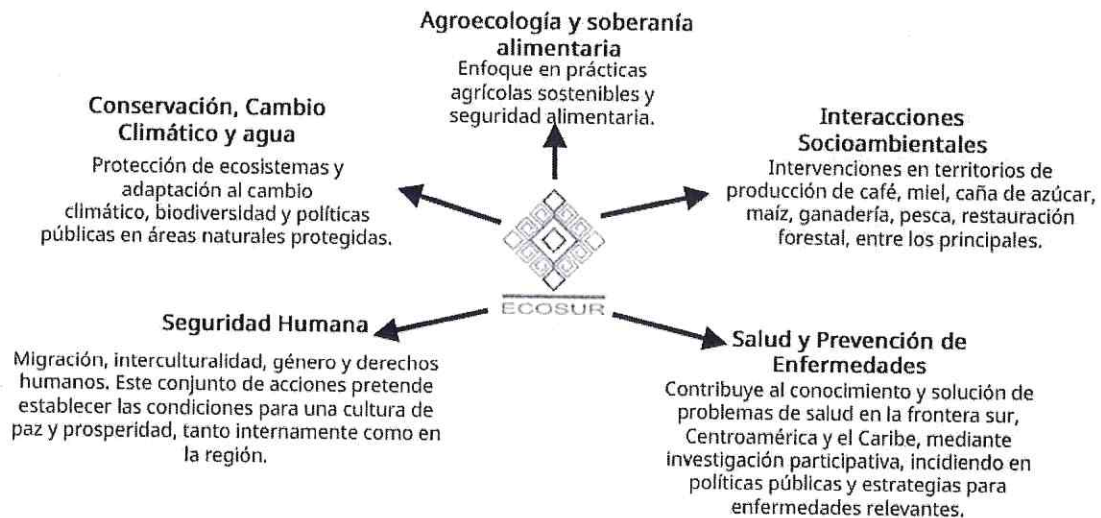 Agroecología y soberanía
alimentaria
Enfoque en prácticas
agrícolas sostenibles y
seguridad alimentaria.
Conservación, Cambio
Climático y agua
Protección de ecosistemas y
adaptación al cambio
climático, biodiversidad y políticas
públicas en áreas naturales protegidas.
Interacciones
Socioambientales
Intervenciones en territorios de
producción de café, miel, caña de azúcar,
maíz, ganadería, pesca, restauración
forestal, entre los principales.
ECOSUR
Seguridad Humana
Migración, interculturalidad, género y derechos
humanos. Este conjunto de acciones pretende
establecer las condiciones para una cultura de
paz y prosperidad, tanto internamente como en
la región.
Salud y Prevención de
Enfermedades
Contribuye al conocimiento y solución de
problemas de salud en la frontera sur,
Centroamérica y el Caribe, mediante
investigación participativa, incidiendo en
políticas públicas y estrategias para
enfermedades relevantes.